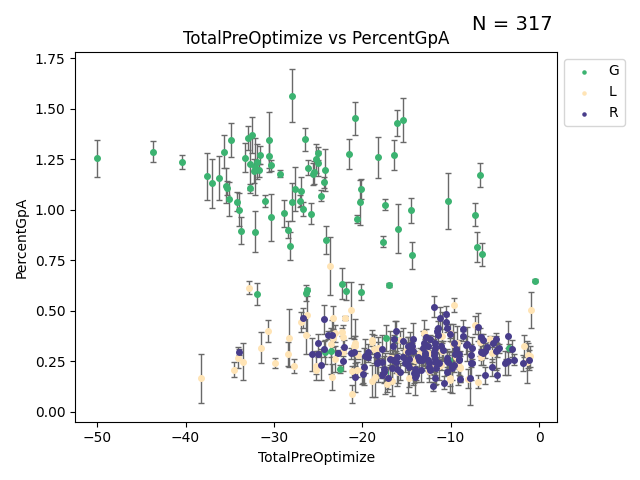 N = 317
TotalPreOptimize vs PercentGpA
G
L
R
PercentGpA
1.75
1.50
1.25
1.00
0.75
0.50
0.25
0.00
−50 −40 −30 −20 −10 0
TotalPreOptimize